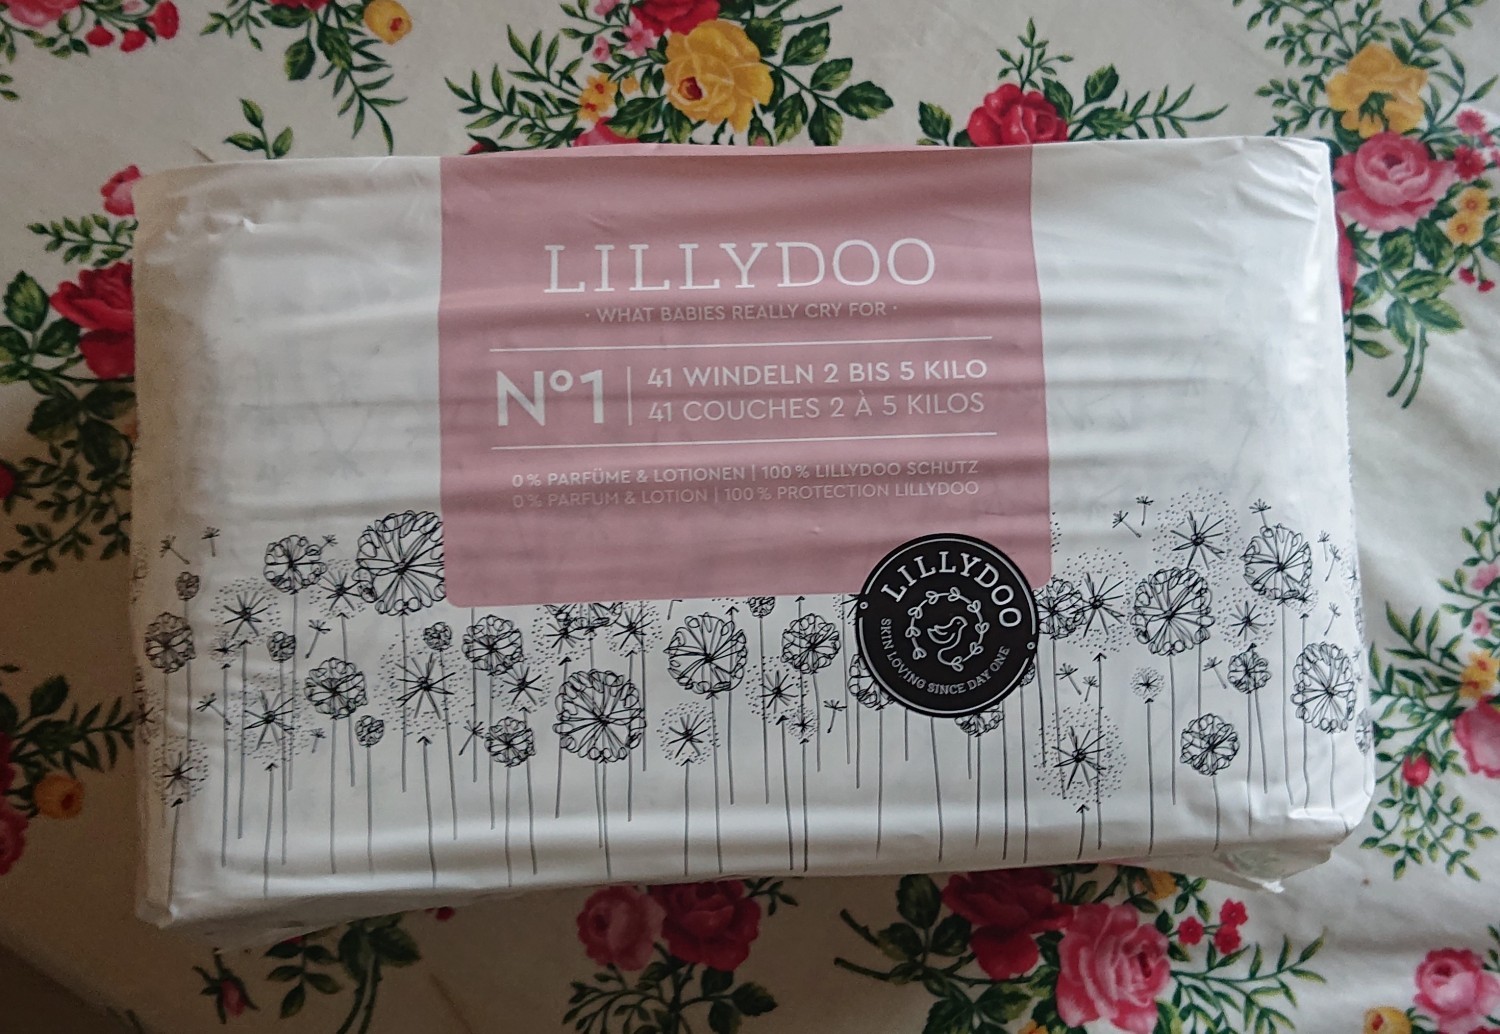 LILLYDOO
· WHAT BABIES REALLY CRY FOR ·
Nº1
41 WINDELN 2 BIS 5 KILO
41 COUCHES 2 À 5 KILOS
0 % PARFÜME & LOTIONEN | 100 % LILLYDOO SCHUTZ
0 % PARFUM & LOTION | 100 % PROTECTION LILLYDOO
LILLYDOO
SKIN LOVING SINCE DAY ONE